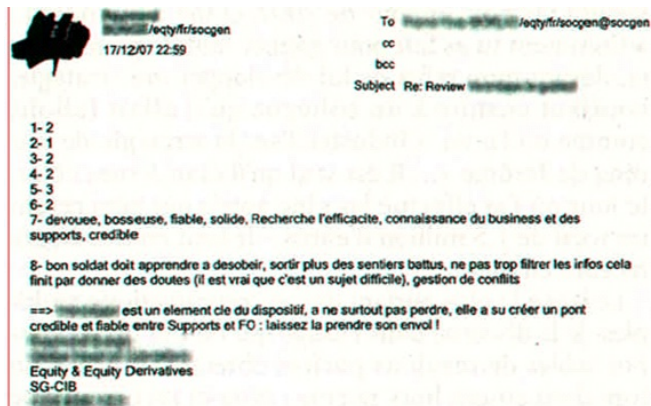 /eqty/fr/socgen
17/12/07 22:59
To /eqty/fr/socgen@socgen
cc
bcc
Subject Re: Review
1- 2
2- 1
3- 2
4- 2
5- 3
6- 2
7- devouee, bosseuse, fiable, solide, Recherche l'efficacite, connaissance du business et des
supports, credible
8- bon soldat doit apprendre a desobeir, sortir plus des sentiers battus, ne pas trop filtrer les infos cela
finit par donner des doutes (il est vrai que c'est un sujet difficile), gestion de conflits
==> est un element cle du dispositif, a ne surtout pas perdre, elle a su créer un pont
credible et fiable entre Supports et FO : laissez la prendre son envol !
Equity & Equity Derivatives
SG-CIB